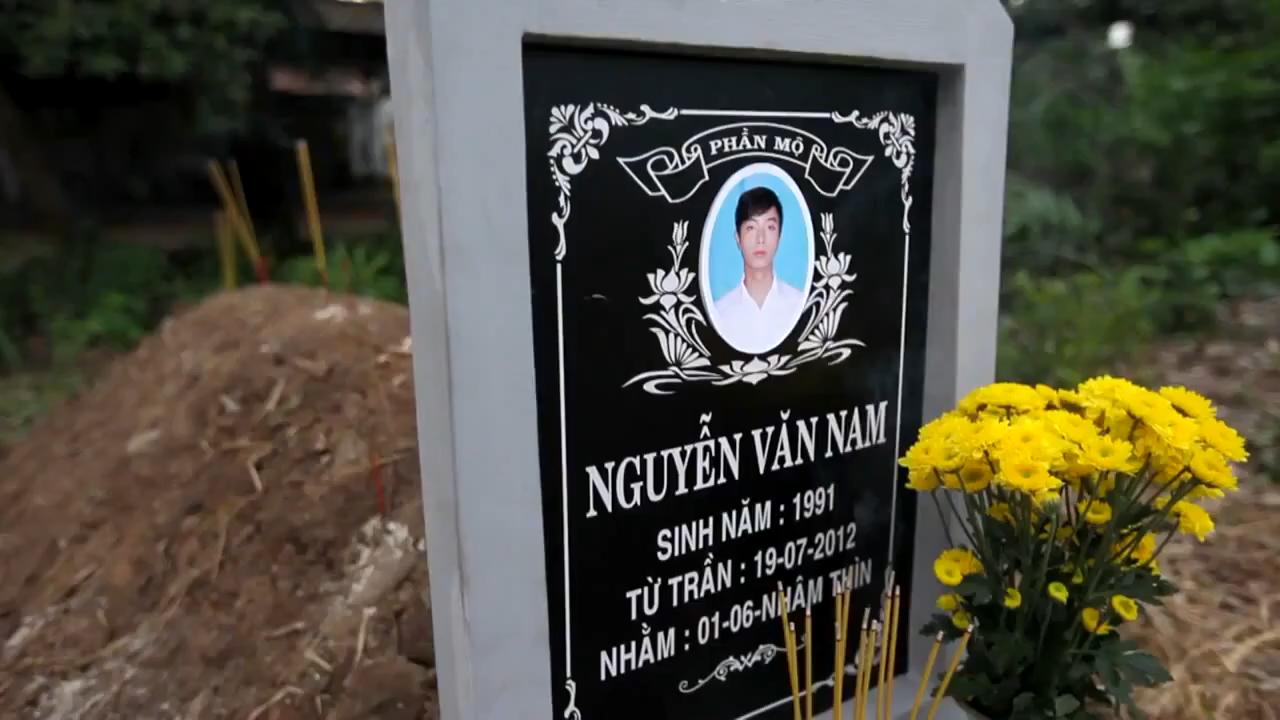 PHẦN MỘ
NGUYỄN VĂN NAM
SINH NĂM : 1991
TỪ TRẦN : 19-07-2012
NHẰM : 01-06-NHÂM THÌN